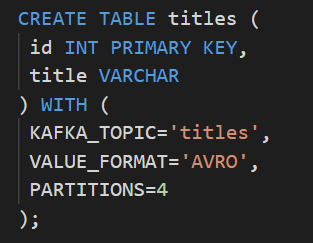 CREATE TABLE titles (
 id INT PRIMARY KEY,
 title VARCHAR
) WITH (
 KAFKA_TOPIC='titles',
 VALUE_FORMAT='AVRO',
 PARTITIONS=4
);